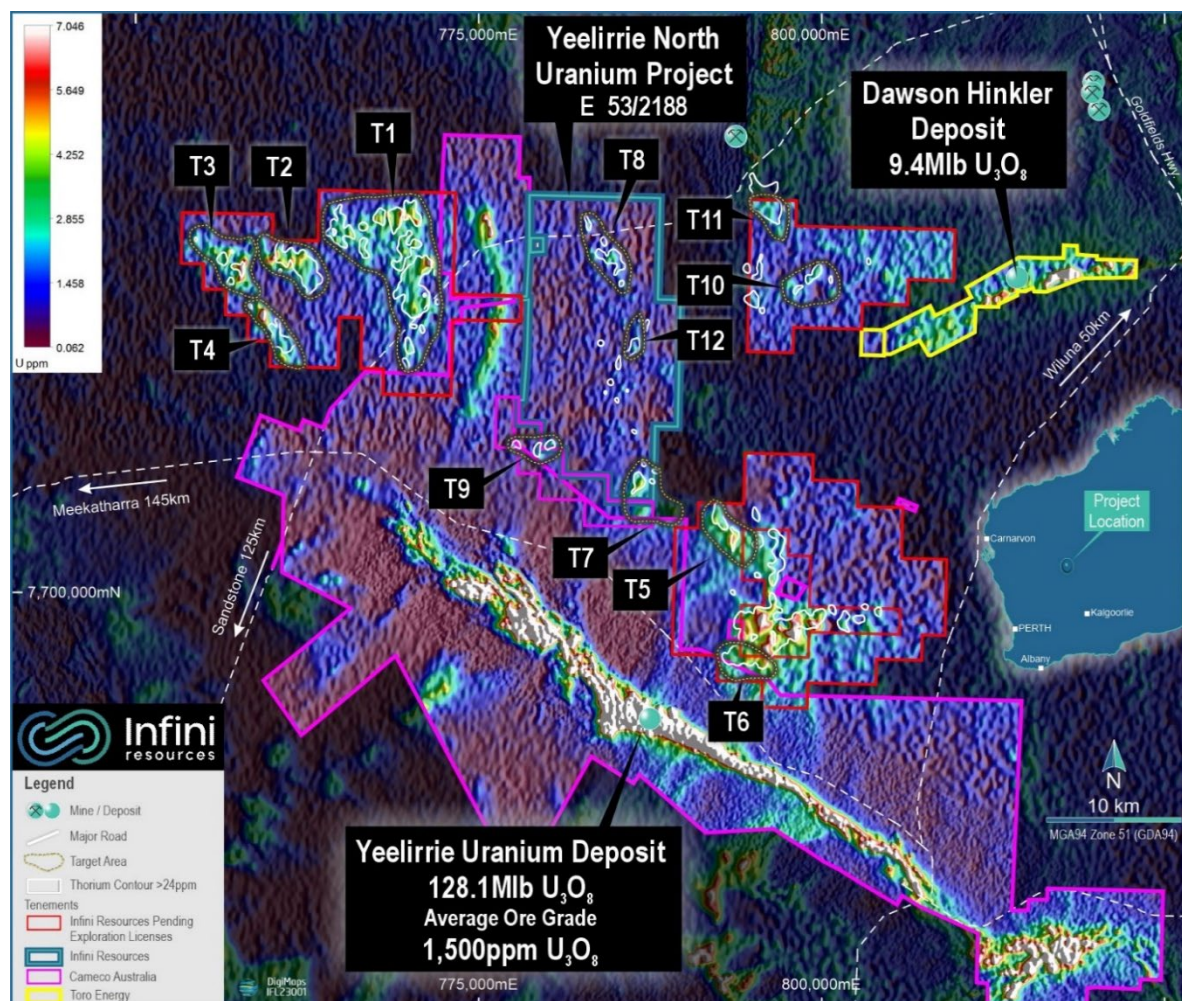 7.046
5.649
4.252
2.855
1.458
0.062
U ppm
775,000mE
800,000mE
Yeelirrie North
Uranium Project
E 53/2188
Dawson Hinkler
Deposit
9.4Mlb U₃O₈
Goldfields Hwy
T1
T2
T3
T4
T8
T11
T10
T12
T9
T7
T5
T6
Wiluna 50km
Meekatharra 145km
Sandstone 125km
7,700,000mN
Project
Location
Carnarvon
Kalgoorlie
PERTH
Albany
Yeelirrie Uranium Deposit
128.1Mlb U₃O₈
Average Ore Grade
1,500ppm U₃O₈
N
10 km
MGA94 Zone 51 (GDA94)
Infini
resources
Legend
Mine / Deposit
Major Road
Target Area
Thorium Contour >24ppm
Tenements
Infini Resources Pending
Exploration Licenses
Infini Resources
Cameco Australia
Toro Energy
DigiMaps
IFL23001
775,000mE
800,000mE